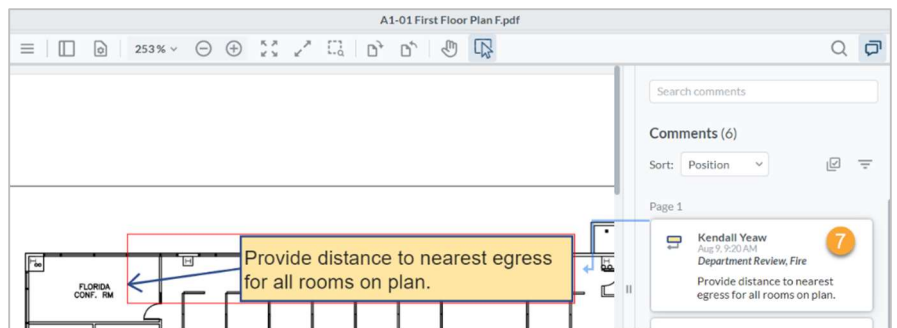 A1-01 First Floor Plan F.pdf
253%
Search comments
Comments (6)
Sort: Position
Page 1
Kendall Yeaw
7
Aug 9, 9:20 AM
Department Review, Fire
Provide distance to nearest
egress for all rooms on plan.
Provide distance to nearest egress
for all rooms on plan.
FLORIDA
CONF. RM
H
H
H